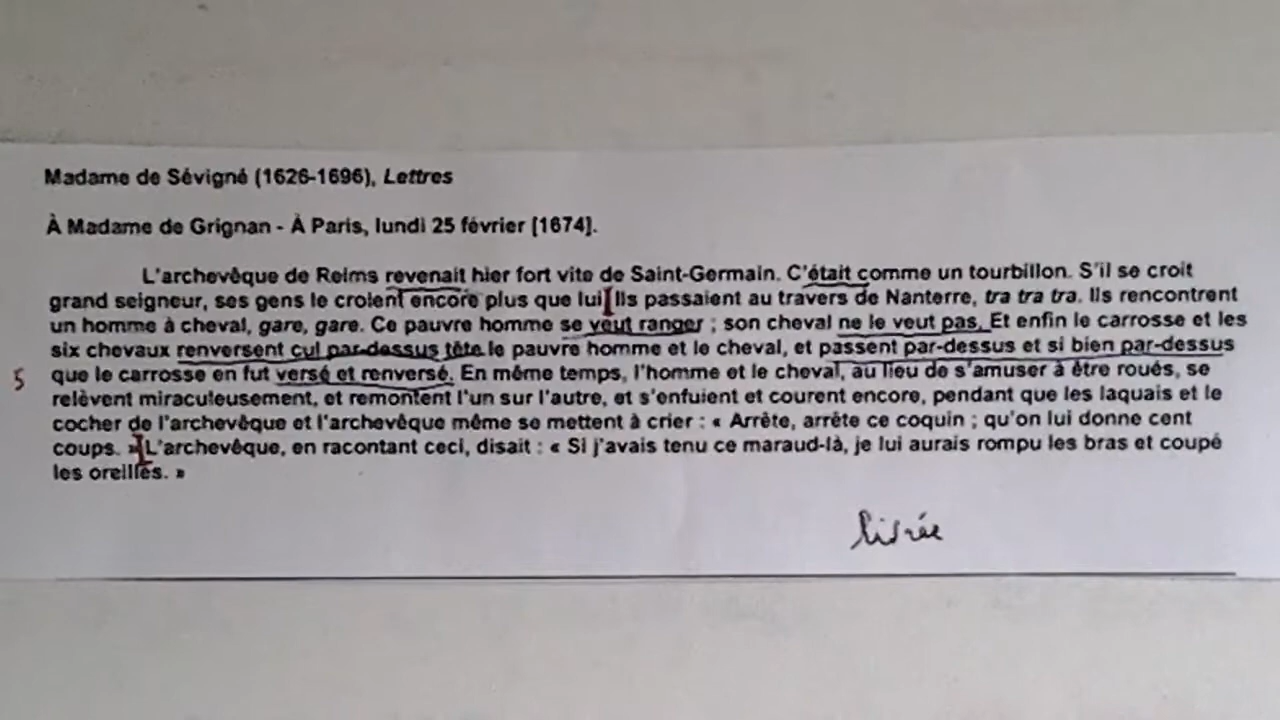 Madame de Sévigné (1626-1696), Lettres
À Madame de Grignan - À Paris, lundi 25 février [1674].
L'archevêque de Reims revenait hier fort vite de Saint-Germain. C'était comme un tourbillon. S'il se croit
grand seigneur, ses gens le croient encore plus que lui. Ils passaient au travers de Nanterre, tra tra tra. Ils rencontrent
un homme à cheval, gare, gare. Ce pauvre homme se veut ranger ; son cheval ne le veut pas. Et enfin le carrosse et les
six chevaux renversent cul par-dessus tête le pauvre homme et le cheval, et passent par-dessus et si bien par-dessus
5 que le carrosse en fut versé et renversé. En même temps, l'homme et le cheval, au lieu de s'amuser à être roués, se
relèvent miraculeusement, et remontent l'un sur l'autre, et s'enfuient et courent encore, pendant que les laquais et le
cocher de l'archevêque et l'archevêque même se mettent à crier : « Arrête, arrête ce coquin ; qu'on lui donne cent
coups. » L'archevêque, en racontant ceci, disait : « Si j'avais tenu ce maraud-là, je lui aurais rompu les bras et coupé
les oreilles. »
livrée